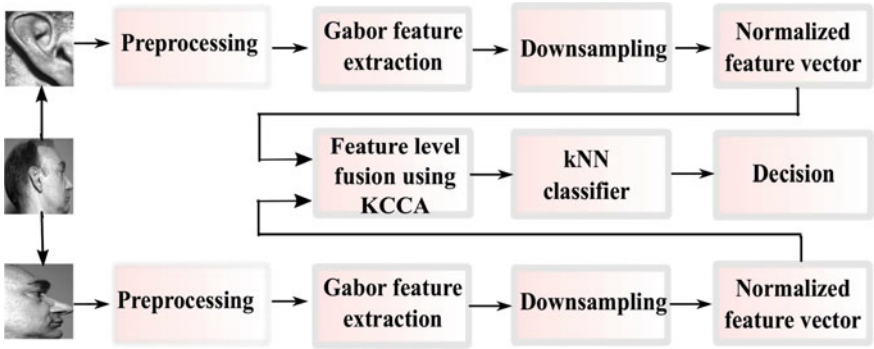 Preprocessing
Gabor feature
extraction
Downsampling
Normalized
feature vector
Feature level
fusion using
KCCA
kNN
classifier
Decision
Preprocessing
Gabor feature
extraction
Downsampling
Normalized
feature vector